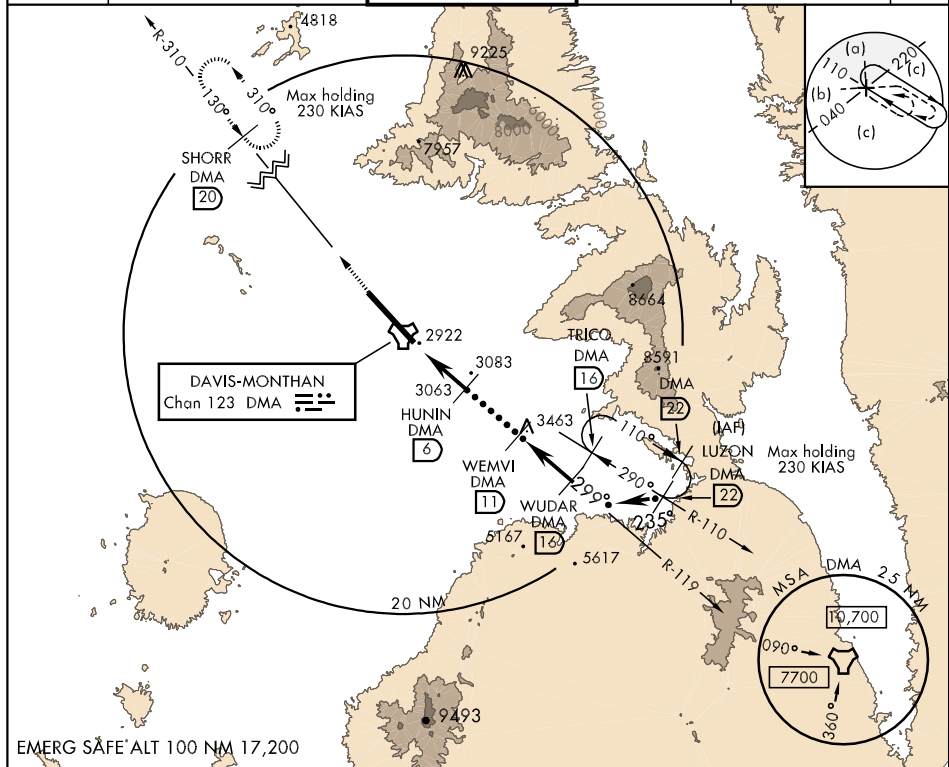 R-310
4818
9225
310°
130°
Max holding
230 KIAS
8000
6000
4000
7957
SHORR
DMA
20
(a)
110
220
(c)
(b)
040
(c)
8664
2922
TRICO
DMA
16
8591
DMA
22
3083
3063
DAVIS-MONTHAN
Chan 123 DMA
HUNIN
DMA
6
3463
110°
(IAF)
LUZON
DMA
22
Max holding
230 KIAS
290°
WEMVI
DMA
11
299°
WUDAR
DMA
16
235°
R-110
5167
5617
R-119
20 NM
MSA DMA 25 NM
10,700
090°
7700
360°
9493
EMERG SAFE ALT 100 NM 17,200